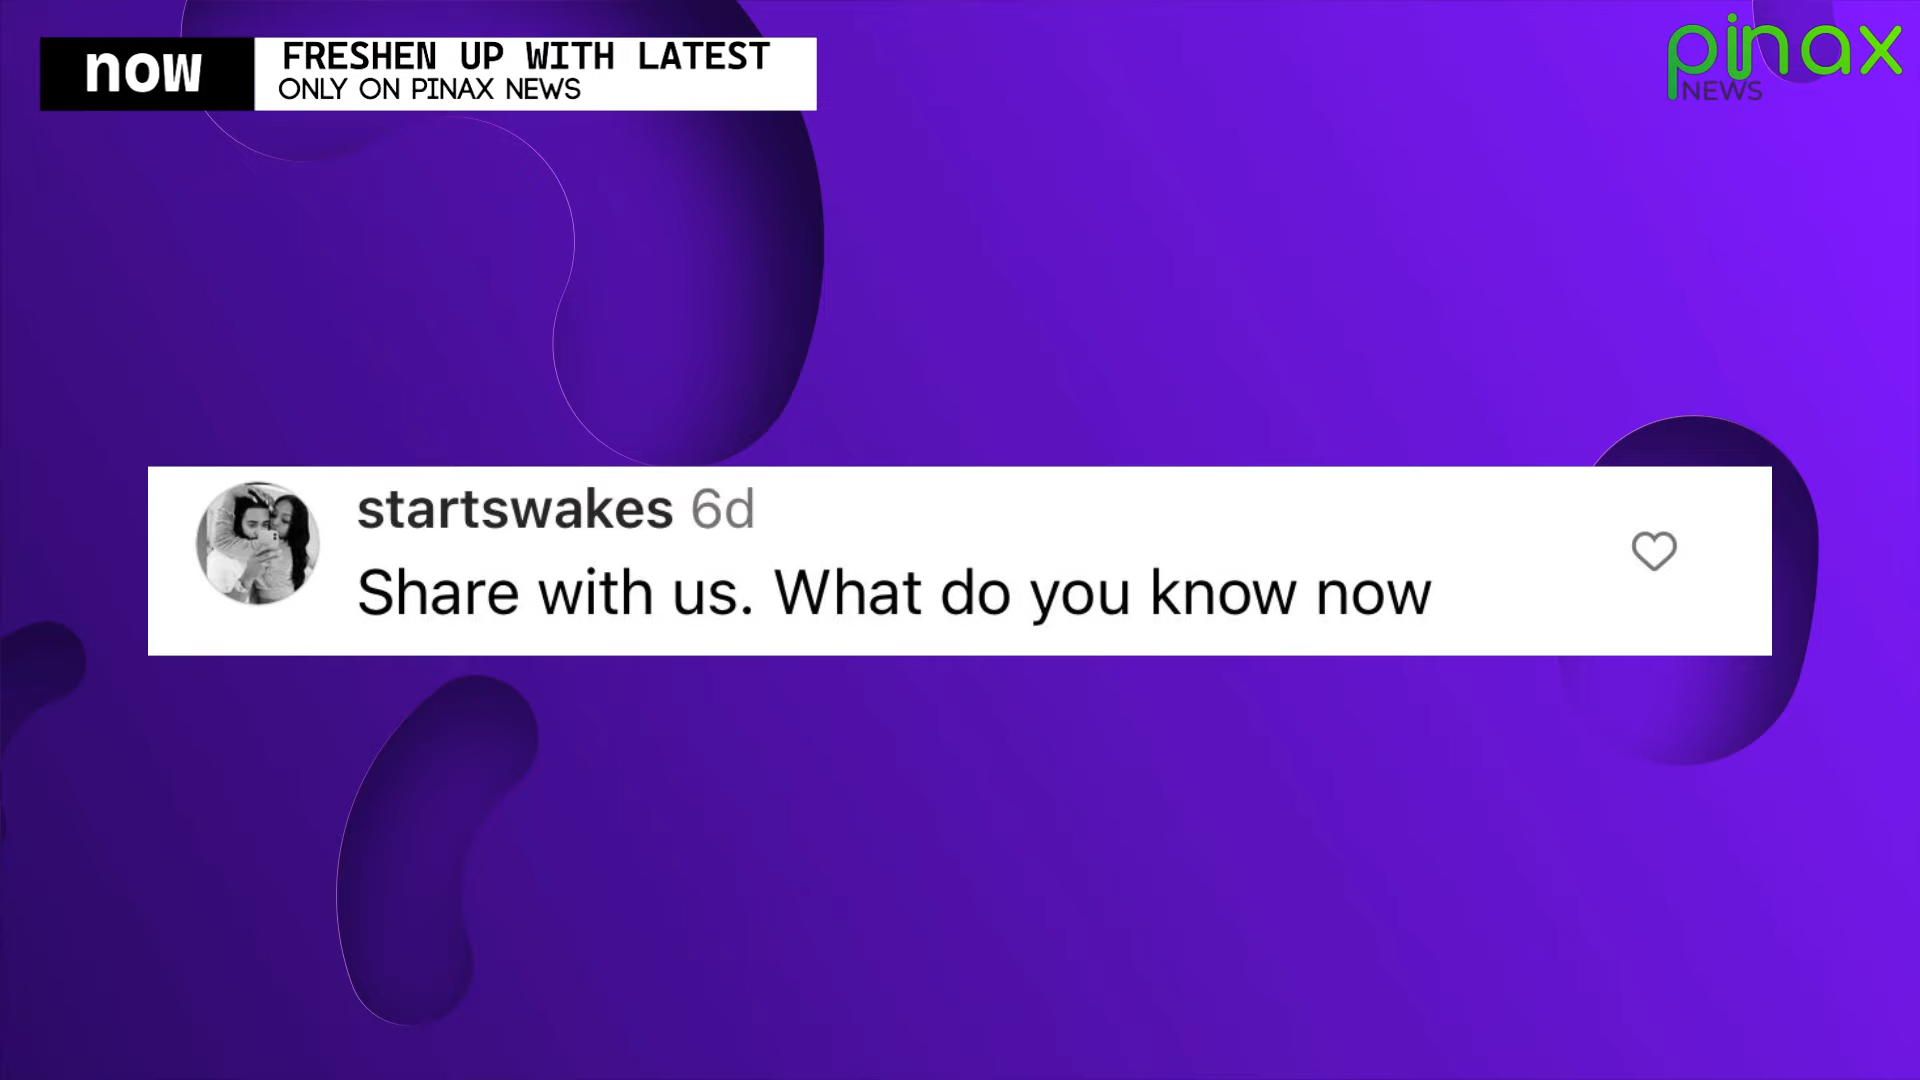 now
FRESHEN UP WITH LATEST
ONLY ON PINAX NEWS
pinax
NEWS
startswakes 6d
Share with us. What do you know now